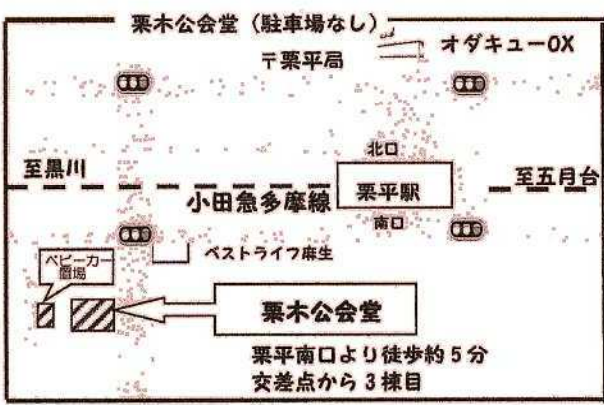 栗木公会堂（駐車場なし）
オダキューOX
〒栗平局
北口
至黒川
栗平駅
至五月台
小田急多摩線
南口
ベストライフ麻生
ベビーカー
置場
栗木公会堂
栗平南口より徒歩約5分
交差点から3棟目